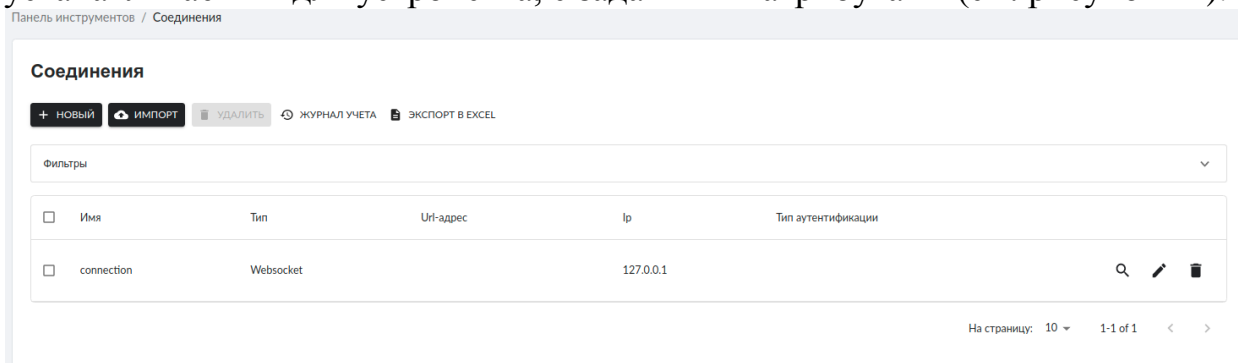 Панель инструментов / Соединения
Соединения
+ НОВЫЙ ИМПОРТ УДАЛИТЬ ЖУРНАЛ УЧЕТА ЭКСПОРТ В EXCEL
Фильтры
Имя Тип Url-адрес Ip Тип аутентификации
connection Websocket 127.0.0.1
На страницу: 10 1-1 of 1 < >